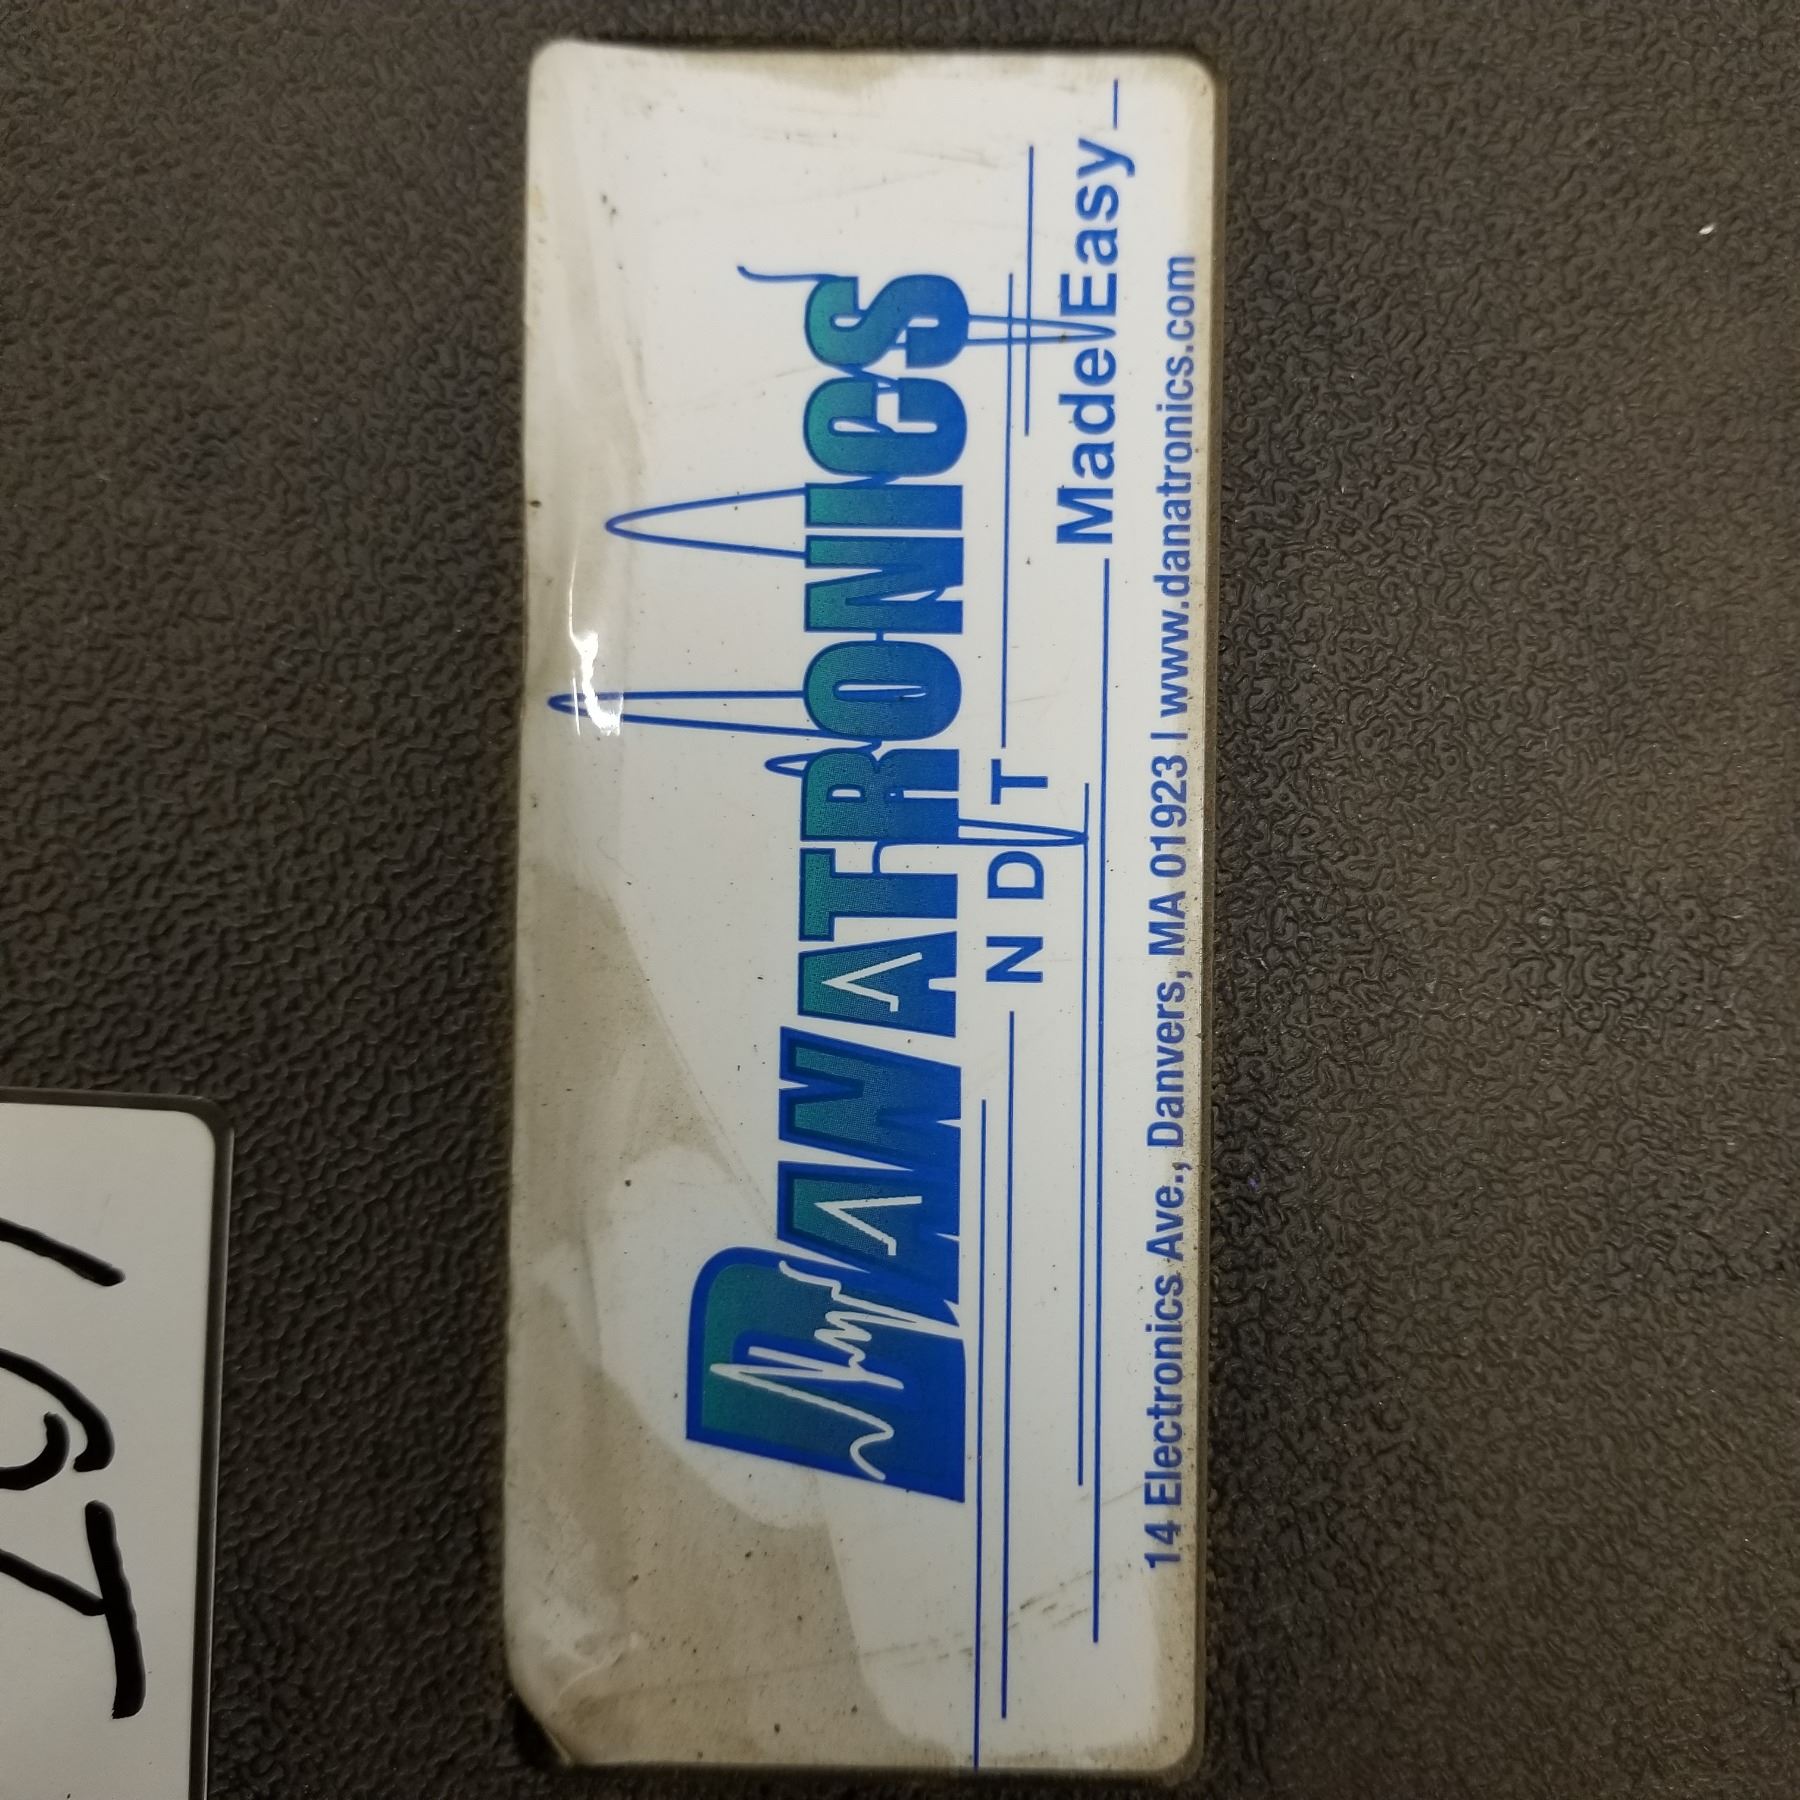 DANATRONICS
NDT
Made Easy
14 Electronics Ave., Danvers, MA 01923 | www.danatronics.com